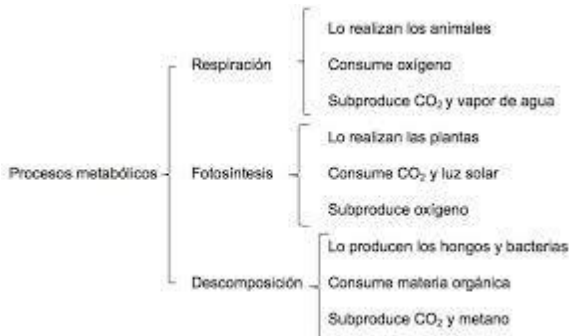 Procesos metabólicos
Respiración
Lo realizan los animales
Consume oxígeno
Subproduce CO₂ y vapor de agua
Fotosíntesis
Lo realizan las plantas
Consume CO₂ y luz solar
Subproduce oxígeno
Descomposición
Lo producen los hongos y bacterias
Consume materia orgánica
Subproduce CO₂ y metano